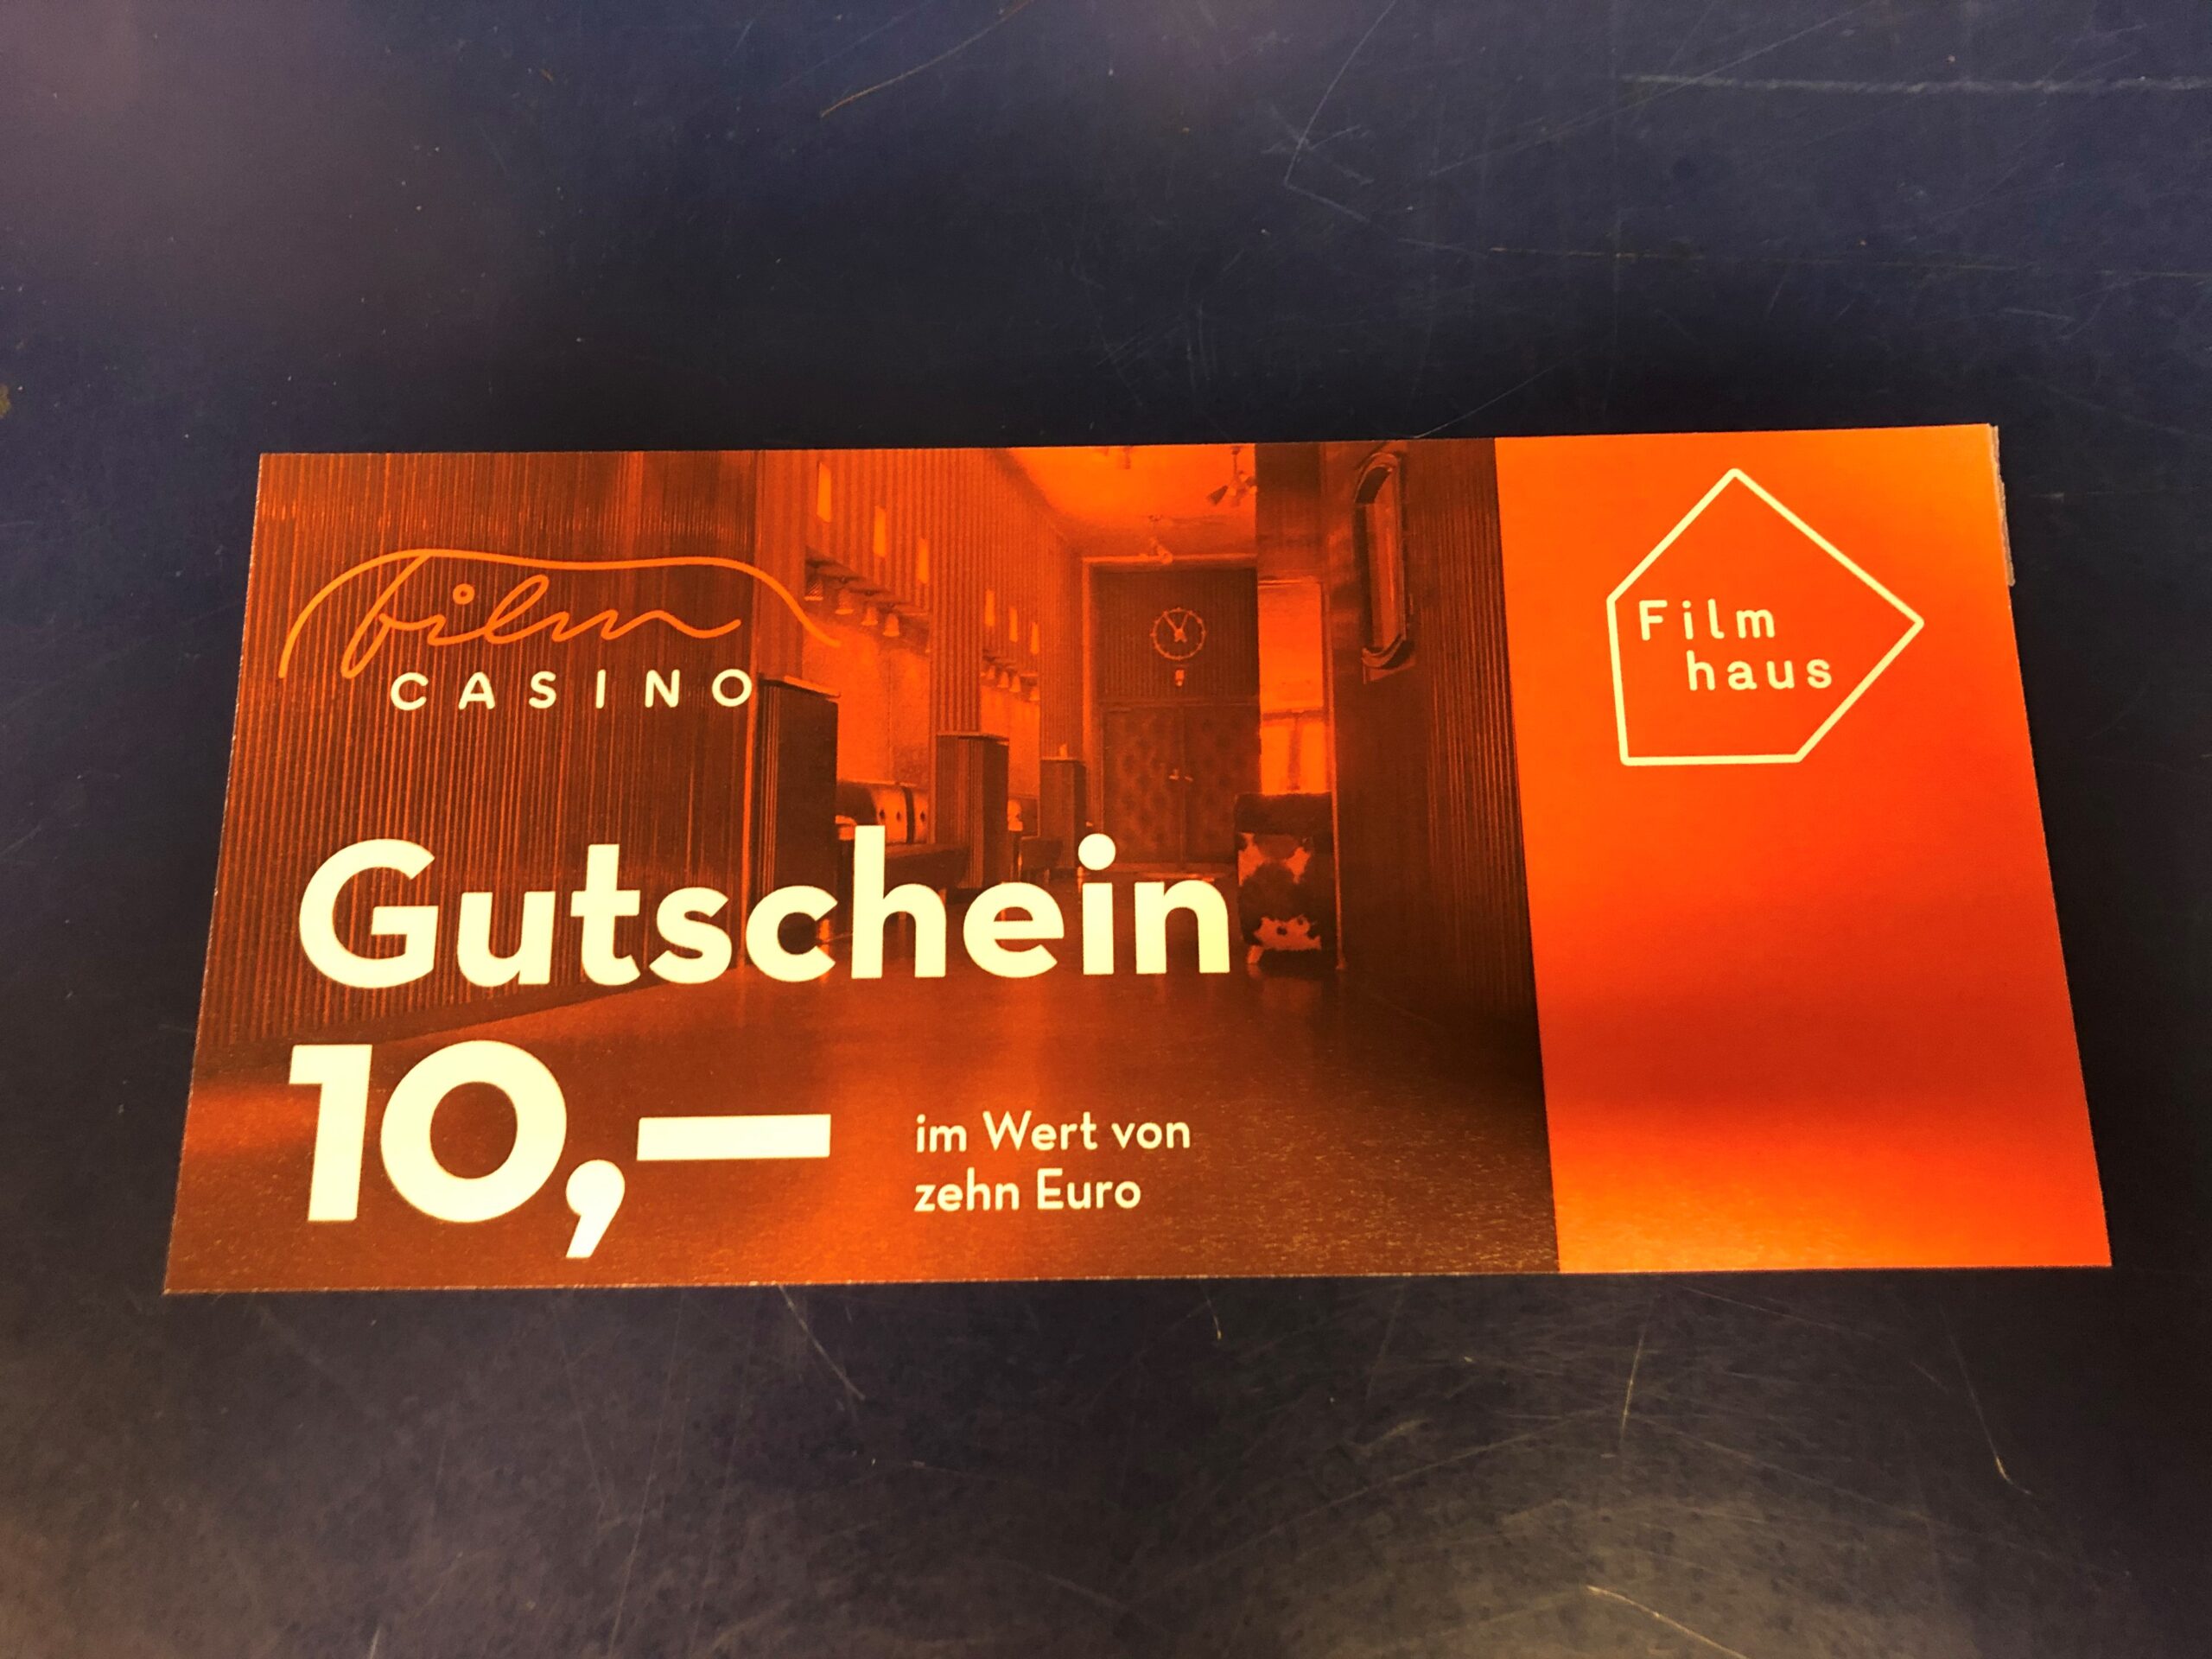 film
CASINO
Film
haus
Gutschein
10,–
im Wert von
zehn Euro